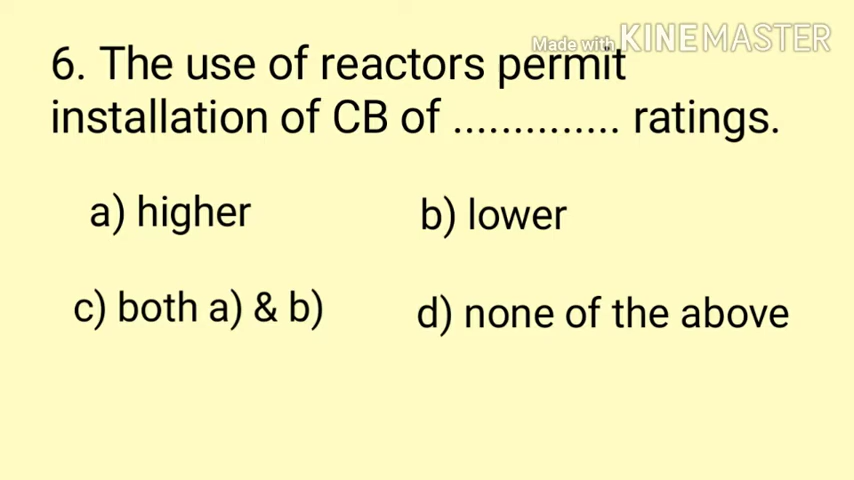 Made with KINEMASTER
6. The use of reactors permit
installation of CB of .............. ratings.
a) higher
b) lower
c) both a) & b)
d) none of the above